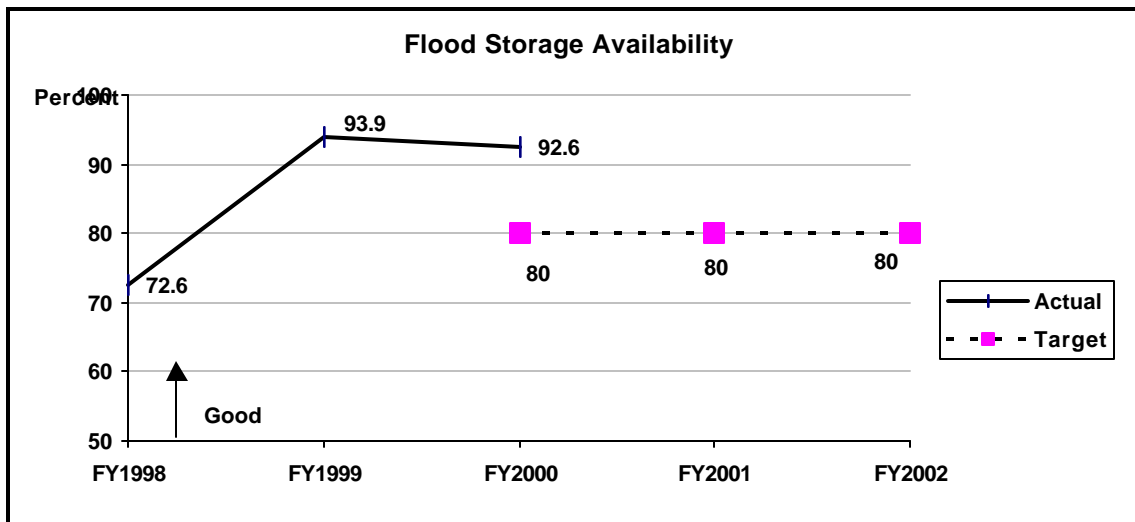 Flood Storage Availability
Percent
100
93.9
92.6
90
80
80
80
80
72.6
70
Actual
Target
60
Good
50
FY1998 FY1999 FY2000 FY2001 FY2002